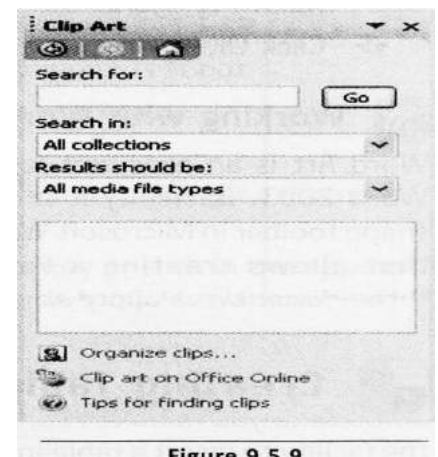 Clip Art
Search for:
Go
Search in:
All collections
Results should be:
All media file types
Organize clips...
Clip art on Office Online
Tips for finding clips
Figure 9.5.9